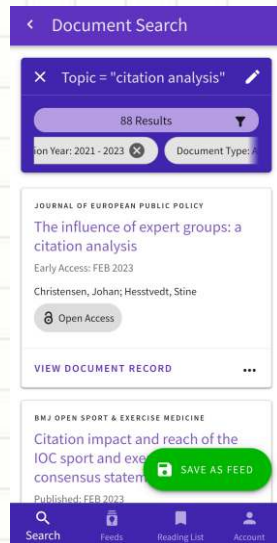 Document Search
Topic = "citation analysis"
88 Results
ion Year: 2021 - 2023
Document Type: A
JOURNAL OF EUROPEAN PUBLIC POLICY
The influence of expert groups: a
citation analysis
Early Access: FEB 2023
Christensen, Johan; Hesstvedt, Stine
Open Access
VIEW DOCUMENT RECORD
BMJ OPEN SPORT & EXERCISE MEDICINE
Citation impact and reach of the
IOC sport and exe
consensus statem
SAVE AS FEED
Published: FEB 2023
Search Feeds Reading List Account